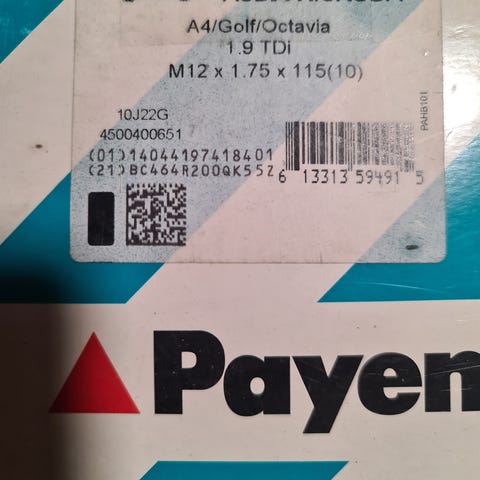 A4/Golf/Octavia
1.9 TDi
M12 x 1.75 x 115(10)
10J22G
4500400651
(01)14044197418401
(21)BC464R200QK55Z
6 13313 59491 5
PAHB101
Payen